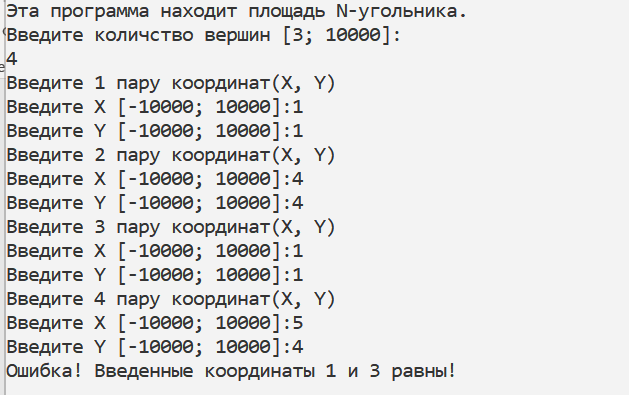 Эта программа находит площадь N-угольника.
Введите количство вершин [3; 10000]:
4
Введите 1 пару координат(X, Y)
Введите X [-10000; 10000]:1
Введите Y [-10000; 10000]:1
Введите 2 пару координат(X, Y)
Введите X [-10000; 10000]:4
Введите Y [-10000; 10000]:4
Введите 3 пару координат(X, Y)
Введите X [-10000; 10000]:1
Введите Y [-10000; 10000]:1
Введите 4 пару координат(X, Y)
Введите X [-10000; 10000]:5
Введите Y [-10000; 10000]:4
Ошибка! Введенные координаты 1 и 3 равны!